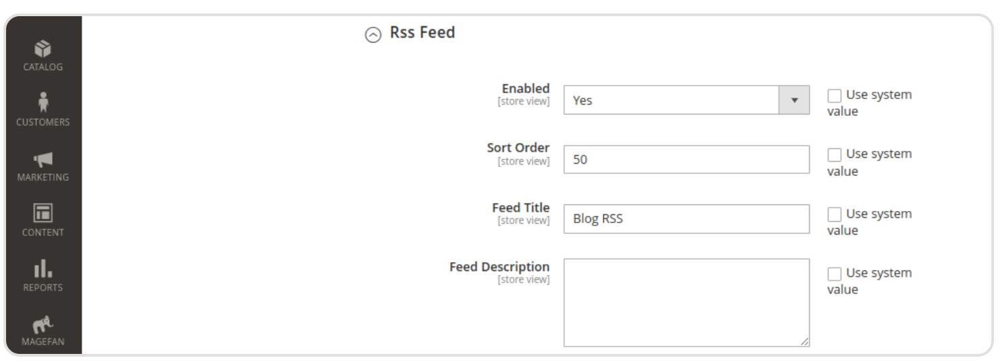 Rss Feed
CATALOG
CUSTOMERS
MARKETING
CONTENT
REPORTS
MAGEFAN
Enabled
[store view]
Yes
Use system
value
Sort Order
[store view]
50
Use system
value
Feed Title
[store view]
Blog RSS
Use system
value
Feed Description
[store view]
Use system
value